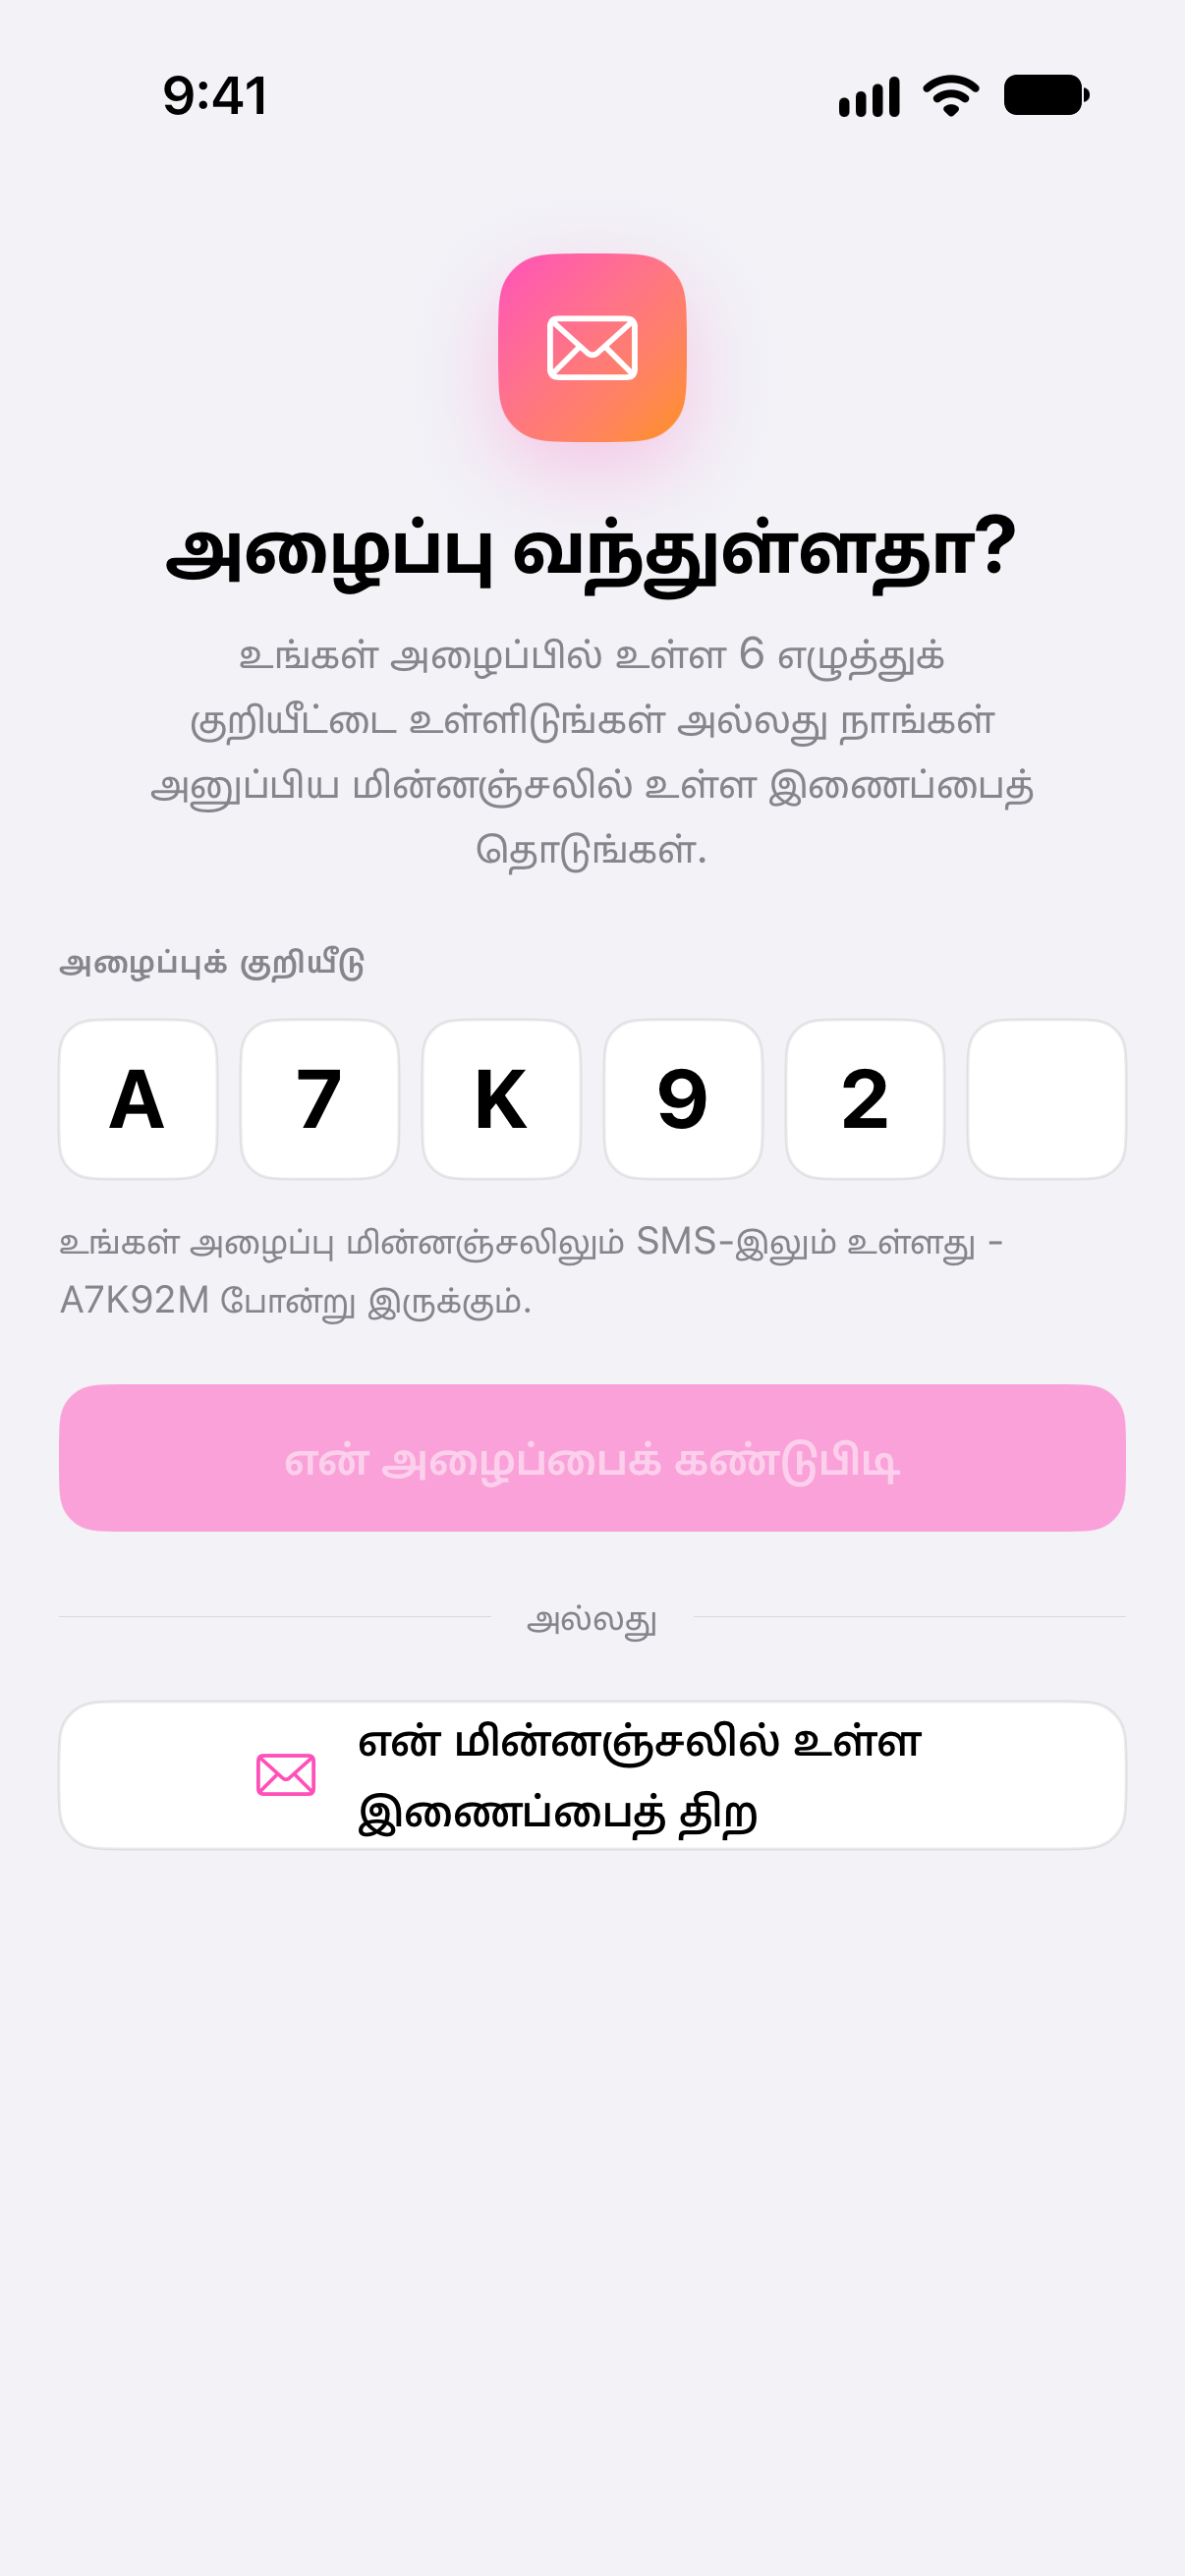 9:41
அழைப்பு வந்துள்ளதா?
உங்கள் அழைப்பில் உள்ள 6 எழுத்துக்
குறியீட்டை உள்ளிடுங்கள் அல்லது நாங்கள்
அனுப்பிய மின்னஞ்சலில் உள்ள இணைப்பைத்
தொடுங்கள்.
அழைப்புக் குறியீடு
A 7 K 9 2
உங்கள் அழைப்பு மின்னஞ்சலிலும் SMS-இலும் உள்ளது -
A7K92M போன்று இருக்கும்.
என் அழைப்பைக் கண்டுபிடி
அல்லது
என் மின்னஞ்சலில் உள்ள
இணைப்பைத் திற